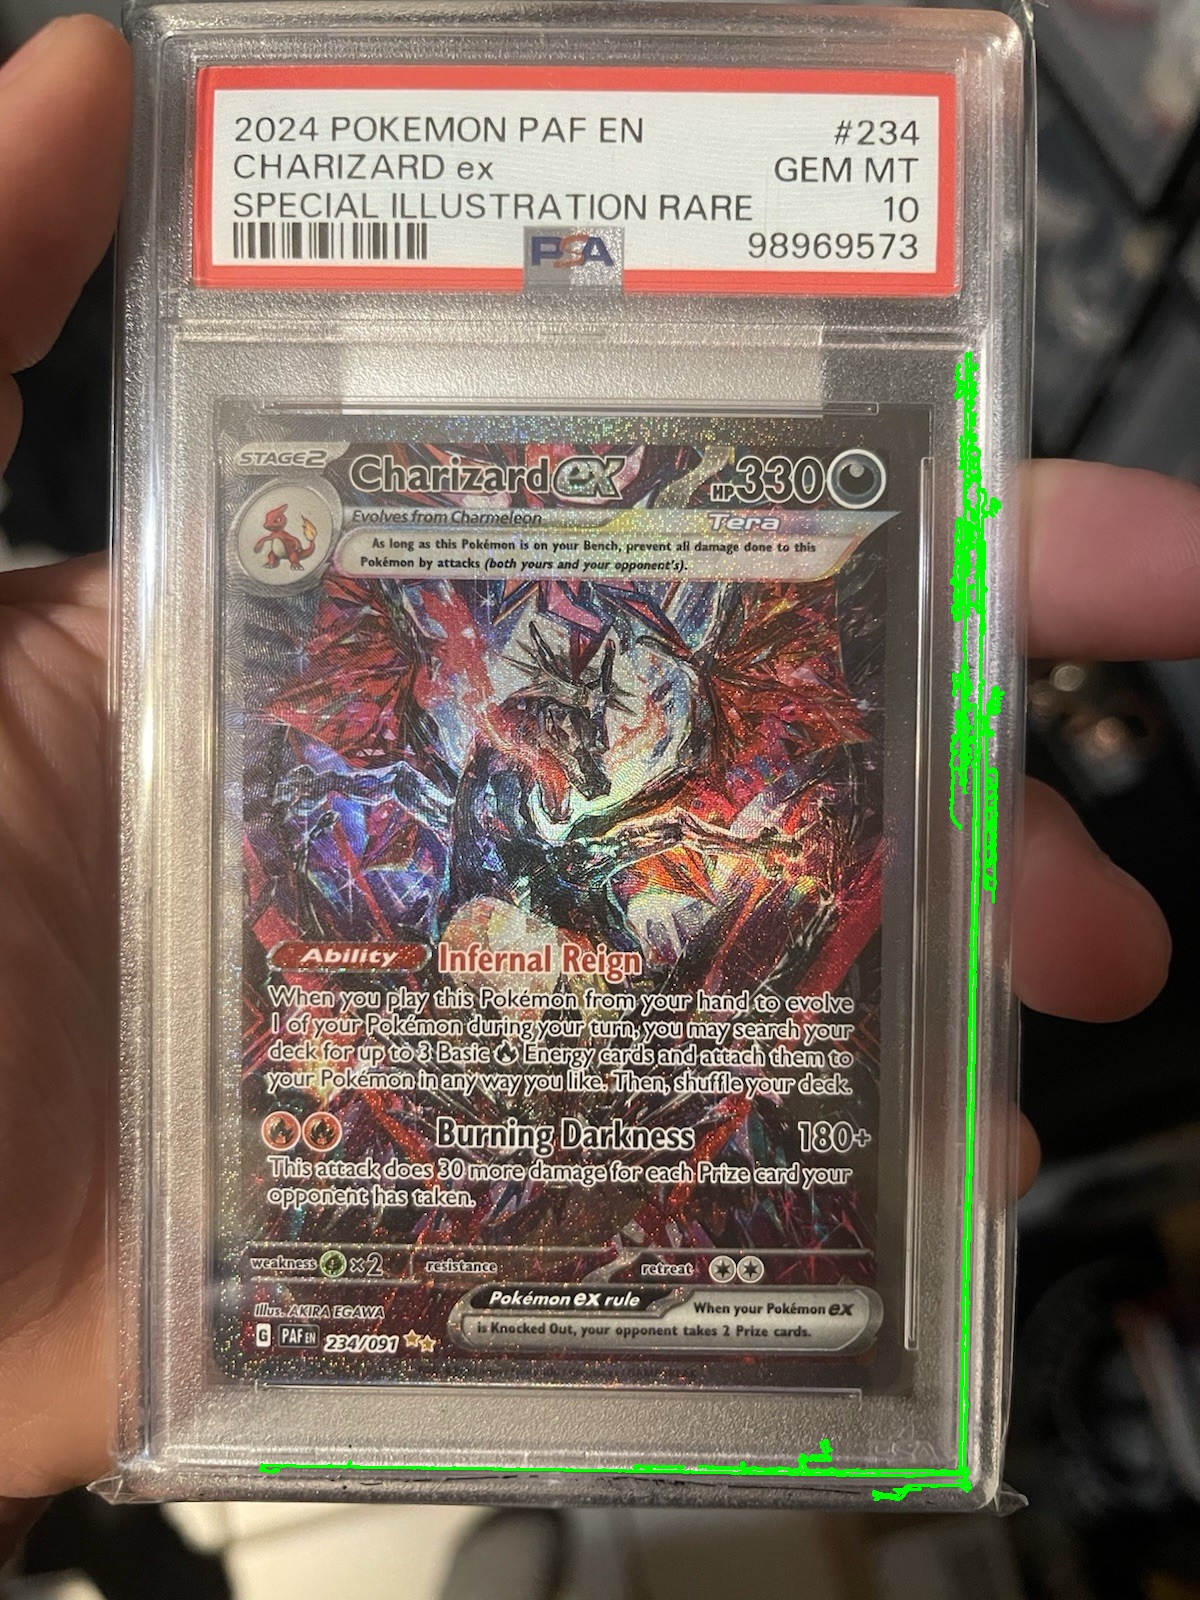 2024 POKEMON PAF EN #234
CHARIZARD ex GEM MT
SPECIAL ILLUSTRATION RARE 10
PSA 98969573
STAGE2 Charizard ex HP 330
Evolves from Charmeleon Tera
As long as this Pokémon is on your Bench, prevent all damage done to this
Pokémon by attacks (both yours and your opponent's).
Ability Infernal Reign
When you play this Pokémon from your hand to evolve
1 of your Pokémon during your turn, you may search your
deck for up to 3 Basic Energy cards and attach them to
your Pokémon in any way you like. Then, shuffle your deck.
Burning Darkness 180+
This attack does 30 more damage for each Prize card your
opponent has taken.
weakness ×2 resistance retreat
Illus. AKIRA EGAWA
Pokémon ex rule When your Pokémon ex
is Knocked Out, your opponent takes 2 Prize cards.
G PAF EN 234/091